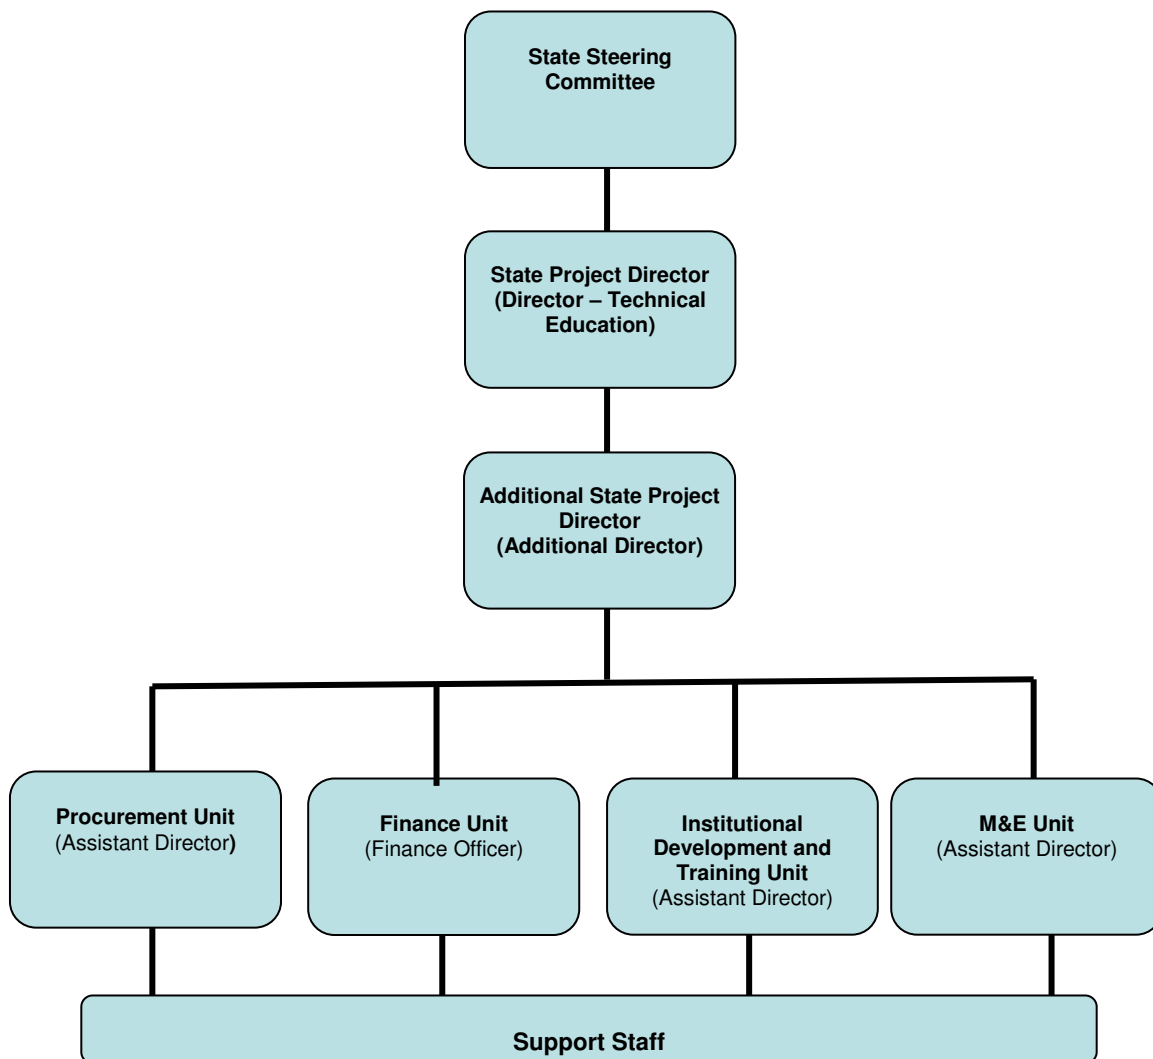 State Steering
Committee
State Project Director
(Director – Technical
Education)
Additional State Project
Director
(Additional Director)
Procurement Unit
(Assistant Director)
Finance Unit
(Finance Officer)
Institutional
Development and
Training Unit
(Assistant Director)
M&E Unit
(Assistant Director)
Support Staff